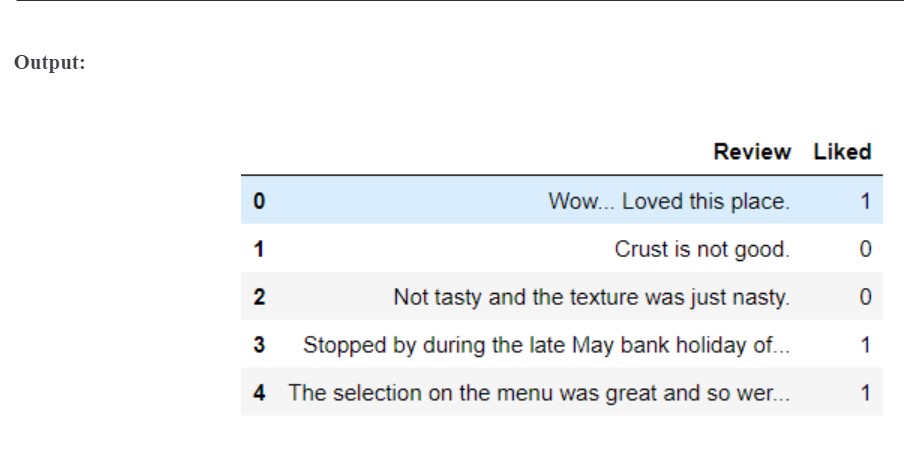 Output:
Review Liked
0 Wow... Loved this place. 1
1 Crust is not good. 0
2 Not tasty and the texture was just nasty. 0
3 Stopped by during the late May bank holiday of... 1
4 The selection on the menu was great and so wer... 1